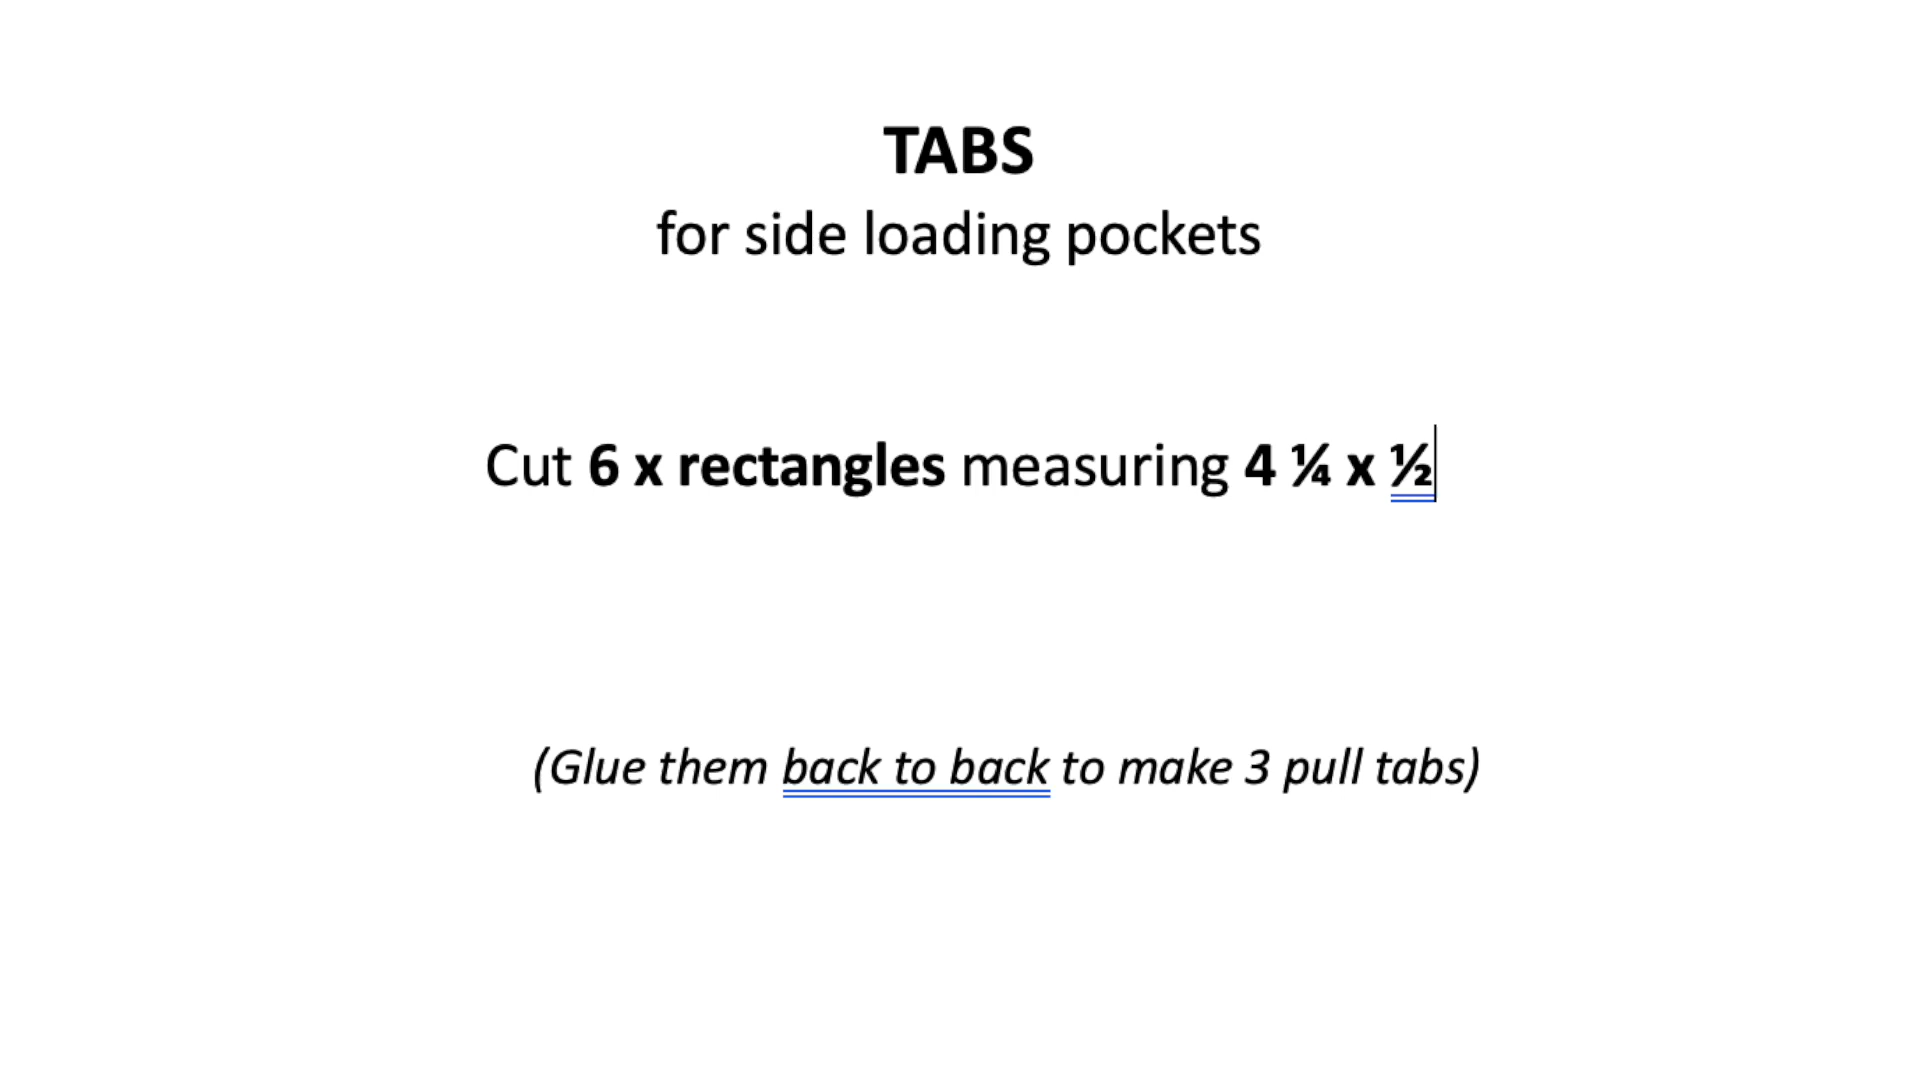 TABS
for side loading pockets
Cut 6 x rectangles measuring 4 ¼ x ½
(Glue them back to back to make 3 pull tabs)